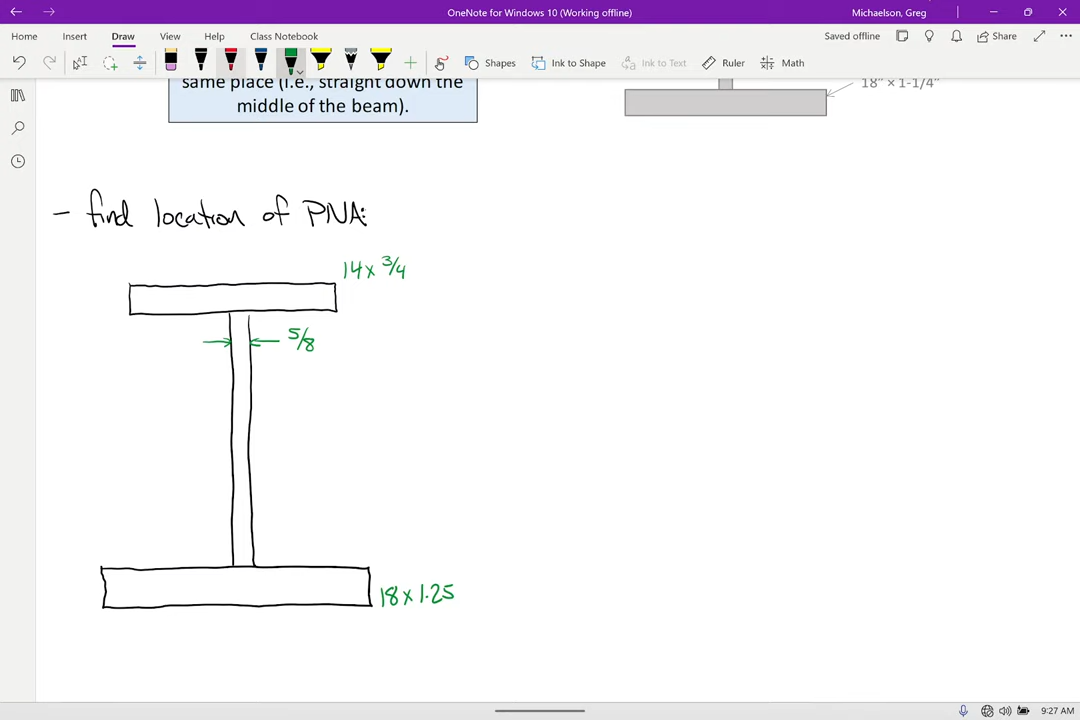 OneNote for Windows 10 (Working offline)
Michaelson, Greg
Home Insert Draw View Help Class Notebook
Saved offline
Share
Shapes
Ink to Shape
Ink to Text
Ruler
Math
same place (i.e., straight down the
middle of the beam).
18" × 1-1/4"
- find location of PNA:
14 x 3/4
5/8
18 x 1.25
9:27 AM